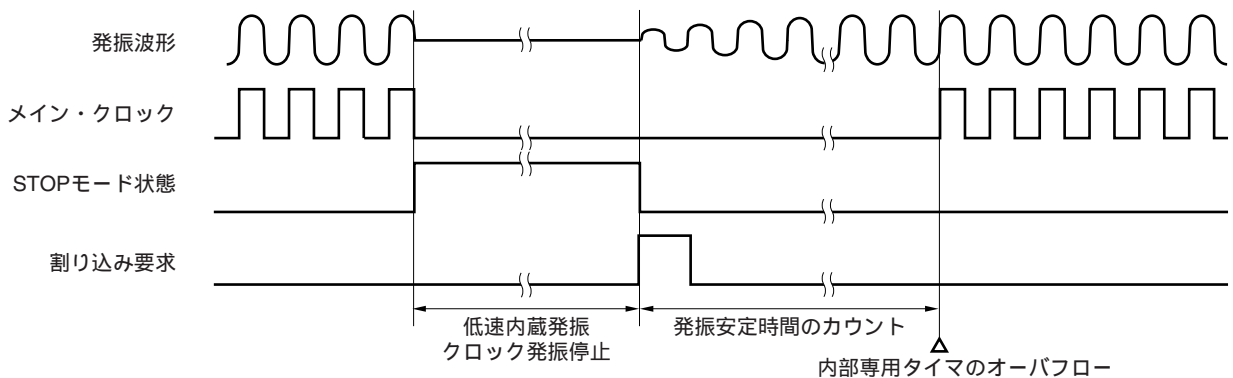 発振波形
メイン・クロック
STOPモード状態
割り込み要求
低速内蔵発振
クロック発振停止
発振安定時間のカウント
内部専用タイマのオーバフロー